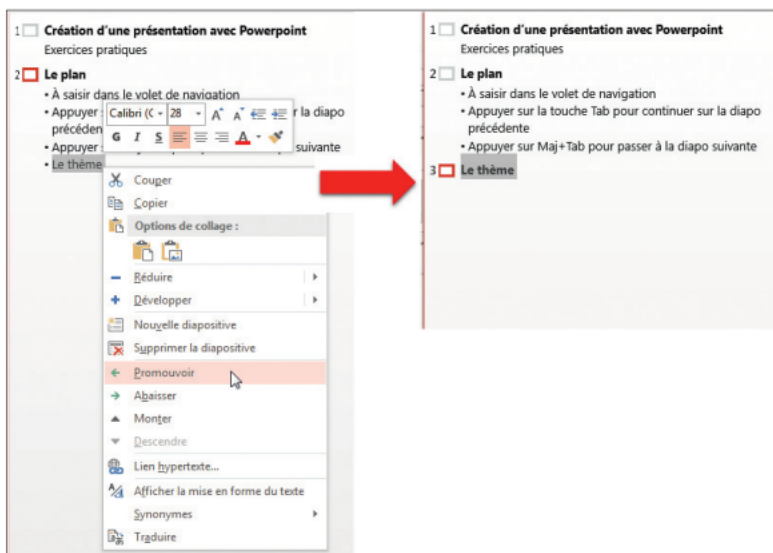 1 Création d'une présentation avec Powerpoint
Exercices pratiques
2 Le plan
• À saisir dans le volet de navigation
• Appuyer r la diapo
précéden
• Appuyer suivante
• Le thème
Calibri (C 28 A A
G I S A
Couper
Copier
Options de collage :
Réduire
Développer
Nouvelle diapositive
Supprimer la diapositive
Promouvoir
Abaisser
Monter
Descendre
Lien hypertexte...
Afficher la mise en forme du texte
Synonymes
Traduire
1 Création d'une présentation avec Powerpoint
Exercices pratiques
2 Le plan
• À saisir dans le volet de navigation
• Appuyer sur la touche Tab pour continuer sur la diapo
précédente
• Appuyer sur Maj+Tab pour passer à la diapo suivante
3 Le thème